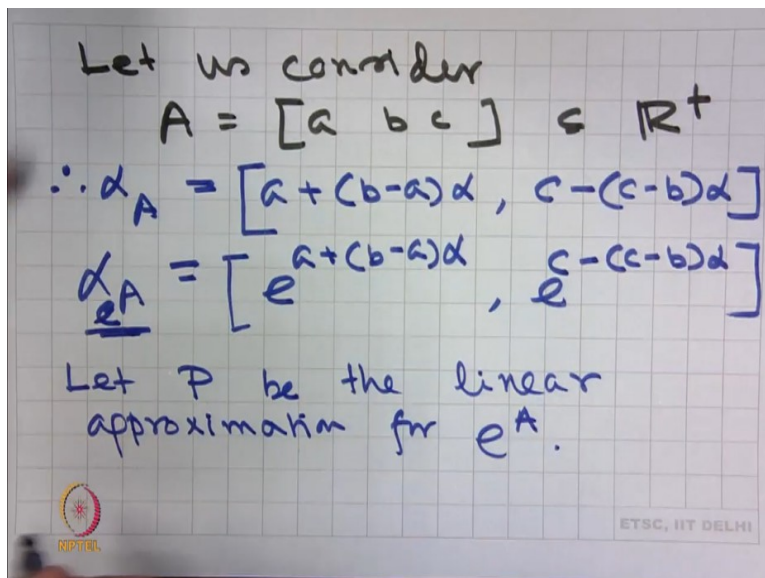 Let us consider
A = [a b c] ε R⁺
∴ α_A = [a+(b-a)α, c-(c-b)α]
α_{e^A} = [e^{a+(b-a)α}, e^{c-(c-b)α}]
Let P be the linear
approximation for e^A.
NPTEL
ETSC, IIT DELHI